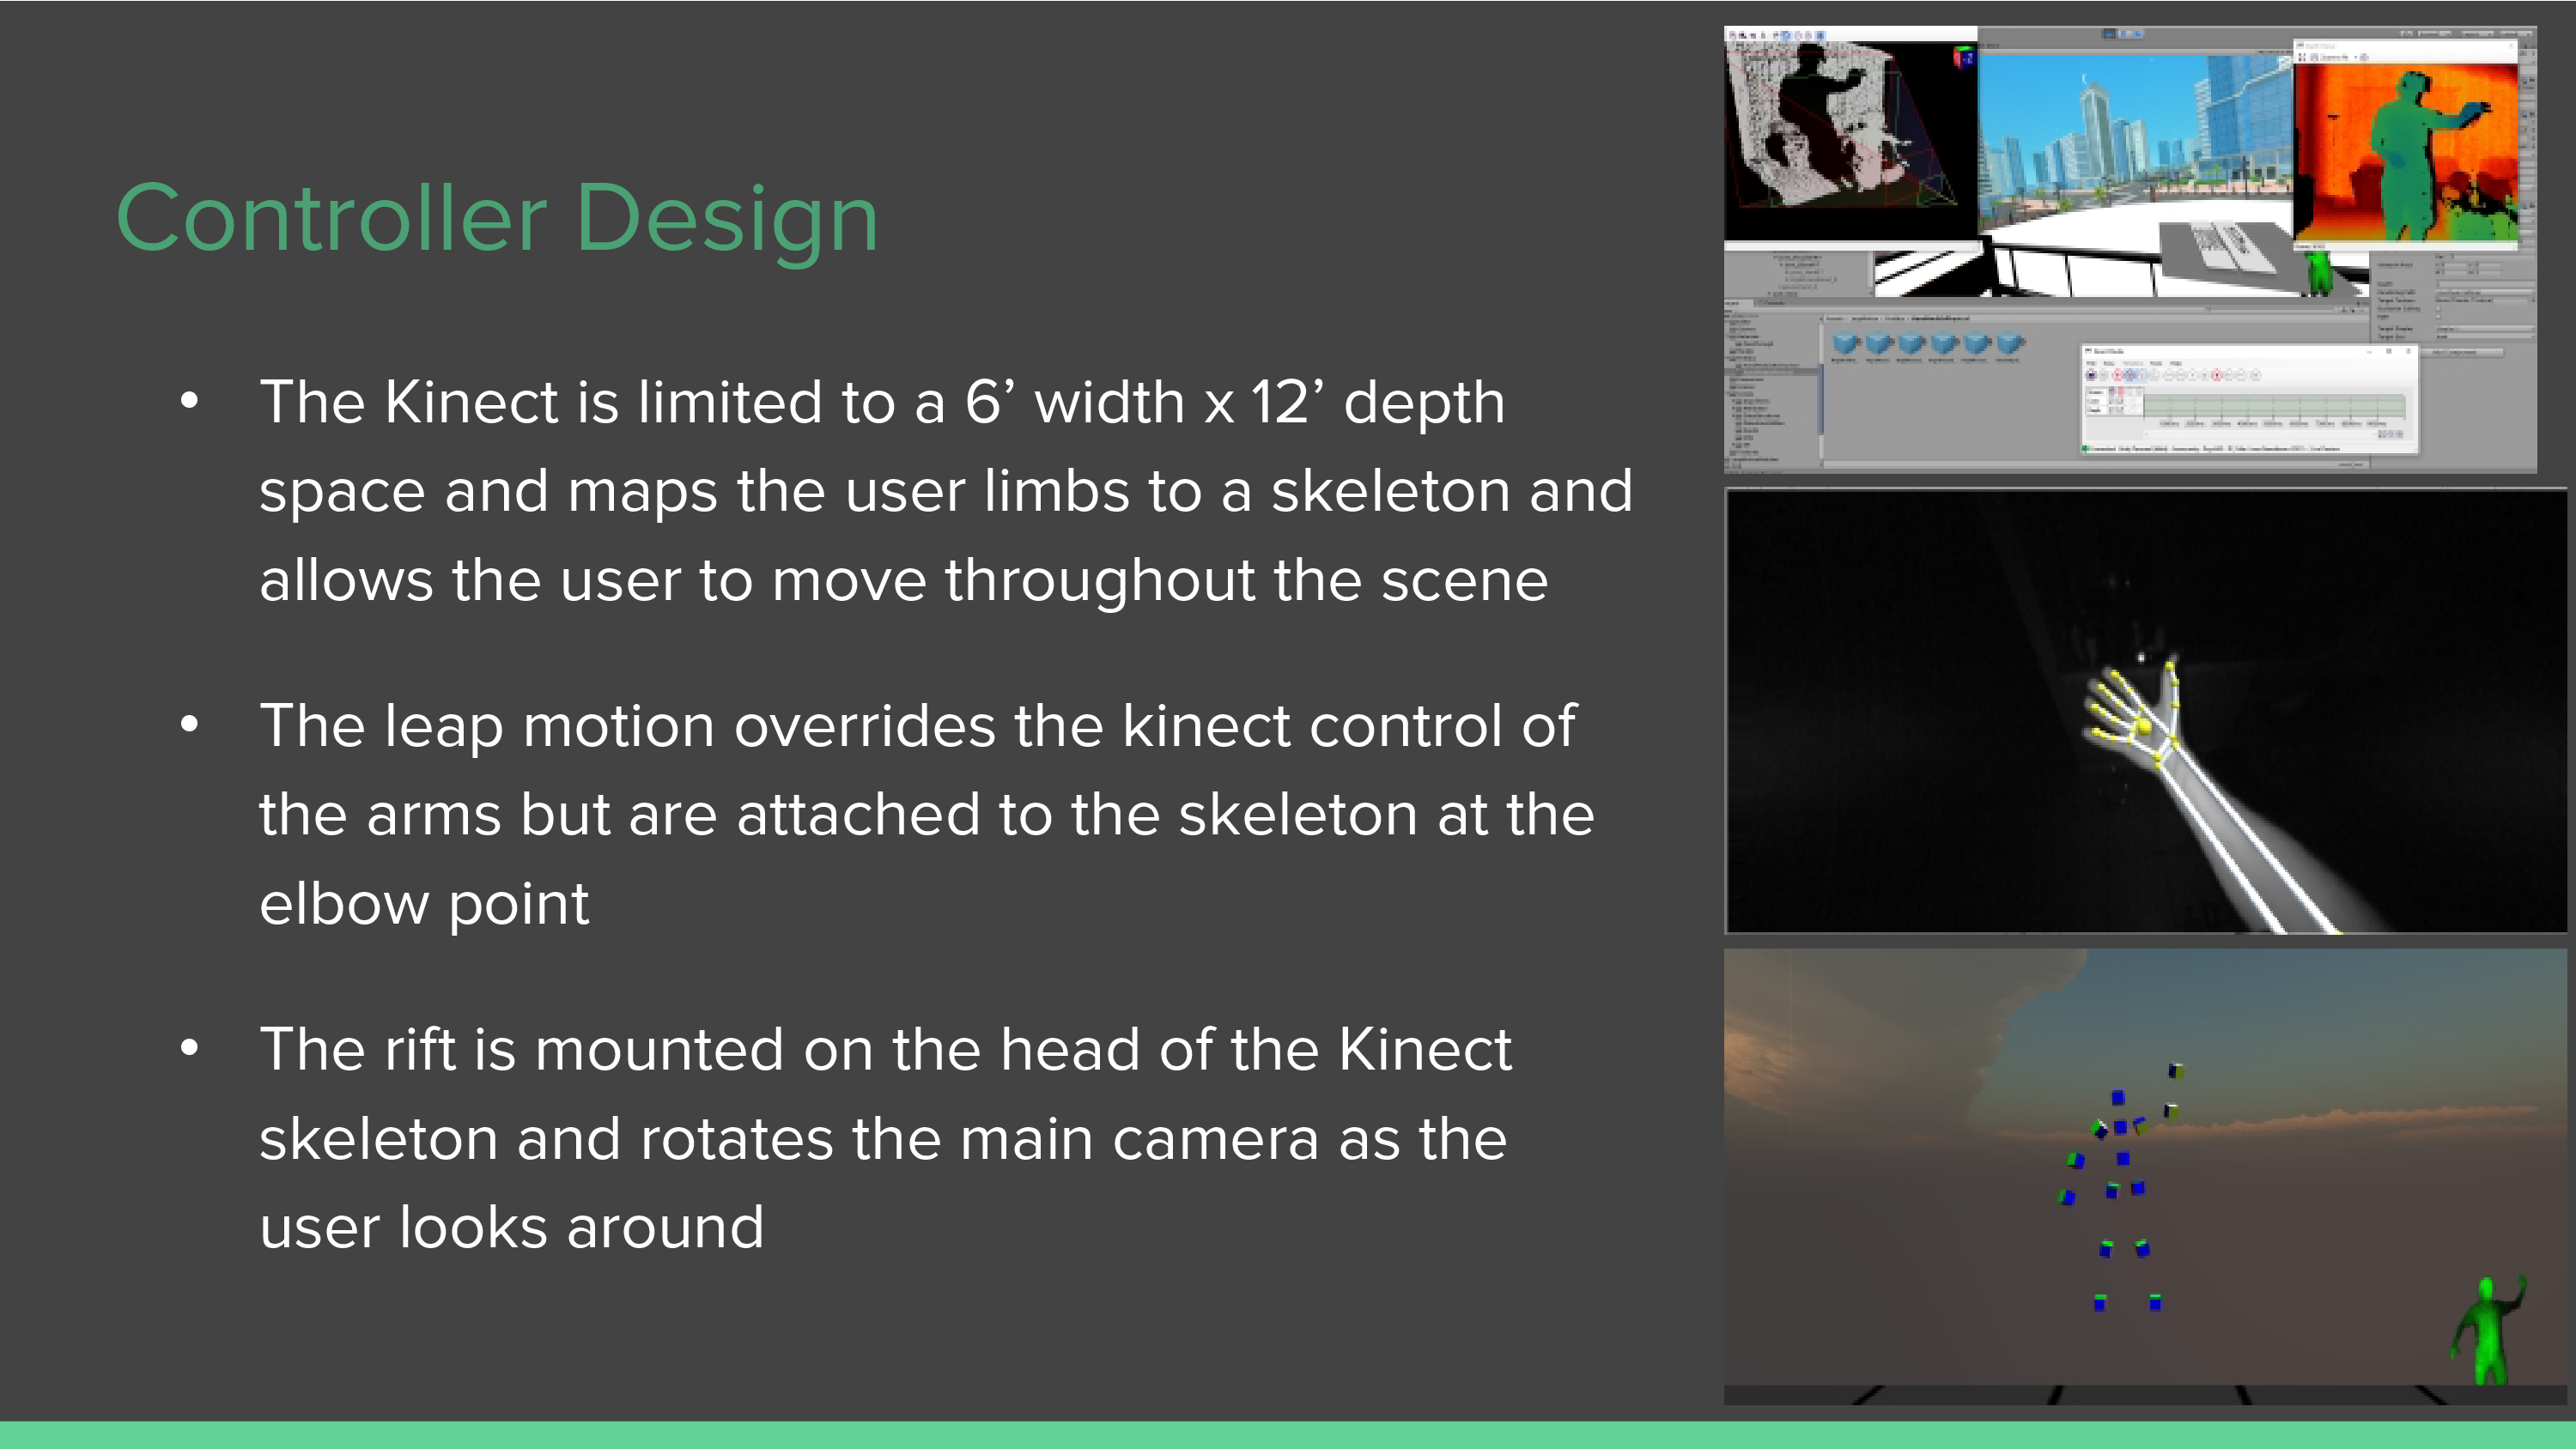 Controller Design
• The Kinect is limited to a 6’ width x 12’ depth
space and maps the user limbs to a skeleton and
allows the user to move throughout the scene
• The leap motion overrides the kinect control of
the arms but are attached to the skeleton at the
elbow point
• The rift is mounted on the head of the Kinect
skeleton and rotates the main camera as the
user looks around